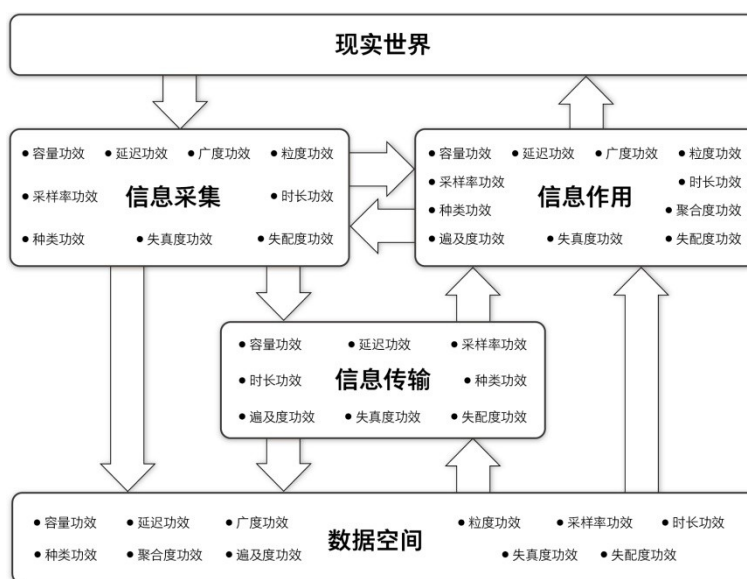 现实世界
● 容量功效 ● 延迟功效 ● 广度功效 ● 粒度功效
● 采样率功效 信息采集 ● 时长功效
● 种类功效 ● 失真度功效 ● 失配度功效
● 容量功效 ● 延迟功效 ● 广度功效 ● 粒度功效
● 采样率功效 ● 时长功效
信息作用
● 种类功效 ● 聚合度功效
● 遍及度功效 ● 失真度功效 ● 失配度功效
● 容量功效 ● 延迟功效 ● 采样率功效
● 时长功效 信息传输 ● 种类功效
● 遍及度功效 ● 失真度功效 ● 失配度功效
● 容量功效 ● 延迟功效 ● 广度功效 ● 粒度功效 ● 采样率功效 ● 时长功效
数据空间
● 种类功效 ● 聚合度功效 ● 遍及度功效 ● 失真度功效 ● 失配度功效